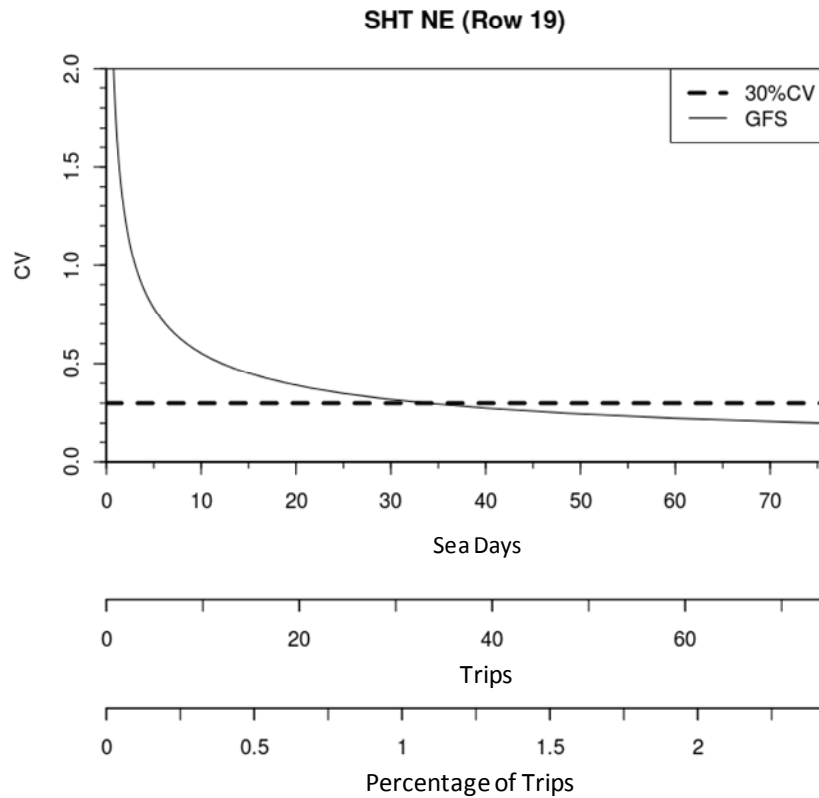 SHT NE (Row 19)
30%CV
GFS
2.0
1.5
1.0
0.5
0.0
CV
0 10 20 30 40 50 60 70
Sea Days
0 20 40 60
Trips
0 0.5 1 1.5 2
Percentage of Trips